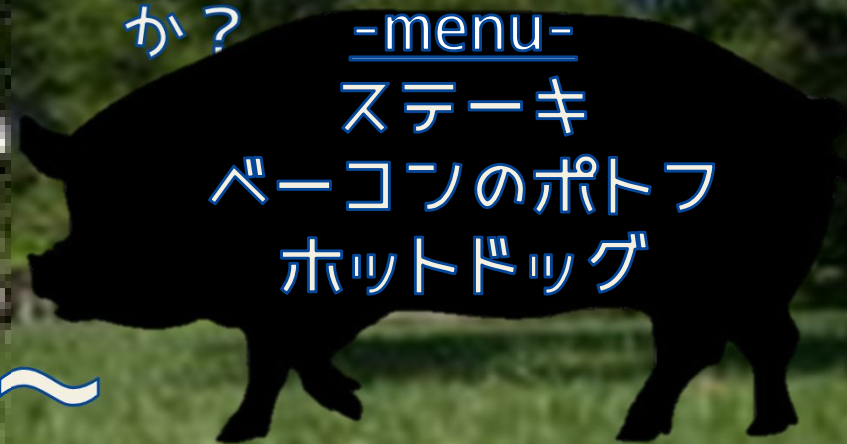 か？
-menu-
ステーキ
ベーコンのポトフ
ホットドッグ
～